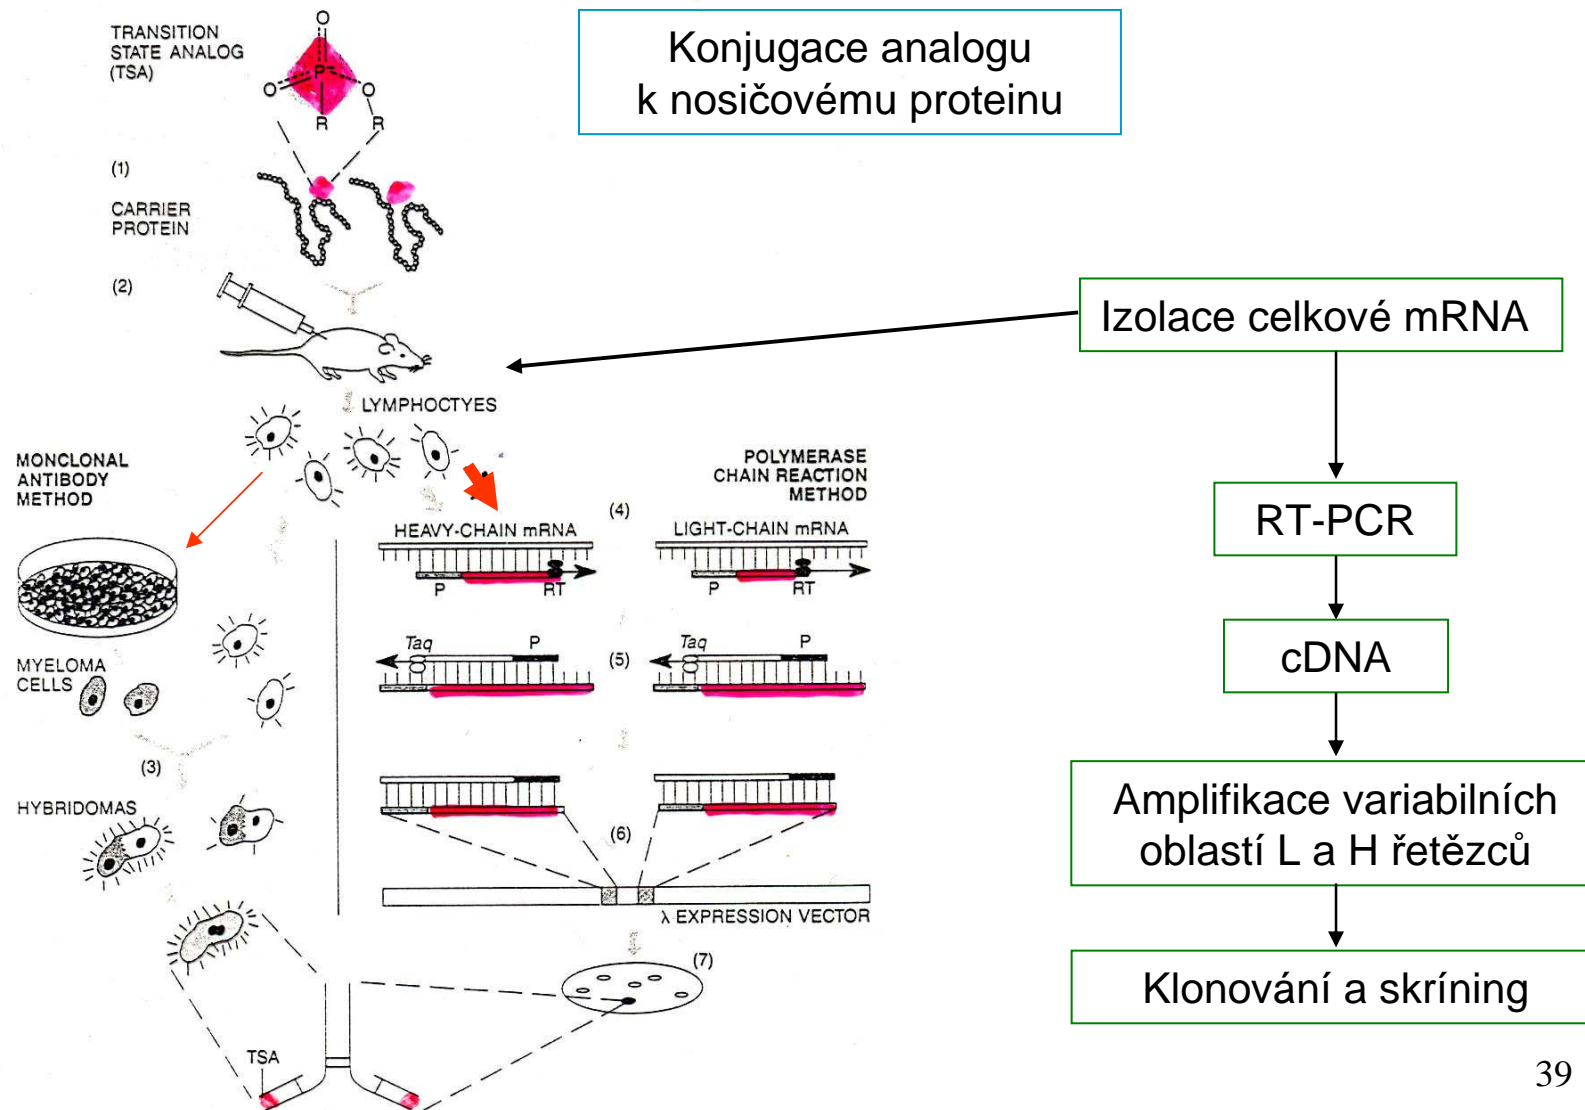 TRANSITION
STATE ANALOG
(TSA)
O
P
O
O
R
R
Konjugace analogu
k nosičovému proteinu
(1)
CARRIER
PROTEIN
(2)
Izolace celkové mRNA
LYMPHOCTYES
MONCLONAL
ANTIBODY
METHOD
POLYMERASE
CHAIN REACTION
METHOD
(4)
HEAVY-CHAIN mRNA
LIGHT-CHAIN mRNA
P
RT
P
RT
RT-PCR
Taq
P
(5)
Taq
P
cDNA
MYELOMA
CELLS
(3)
HYBRIDOMAS
(6)
Amplifikace variabilních
oblastí L a H řetězců
λ EXPRESSION VECTOR
(7)
Klonování a skríning
TSA
39